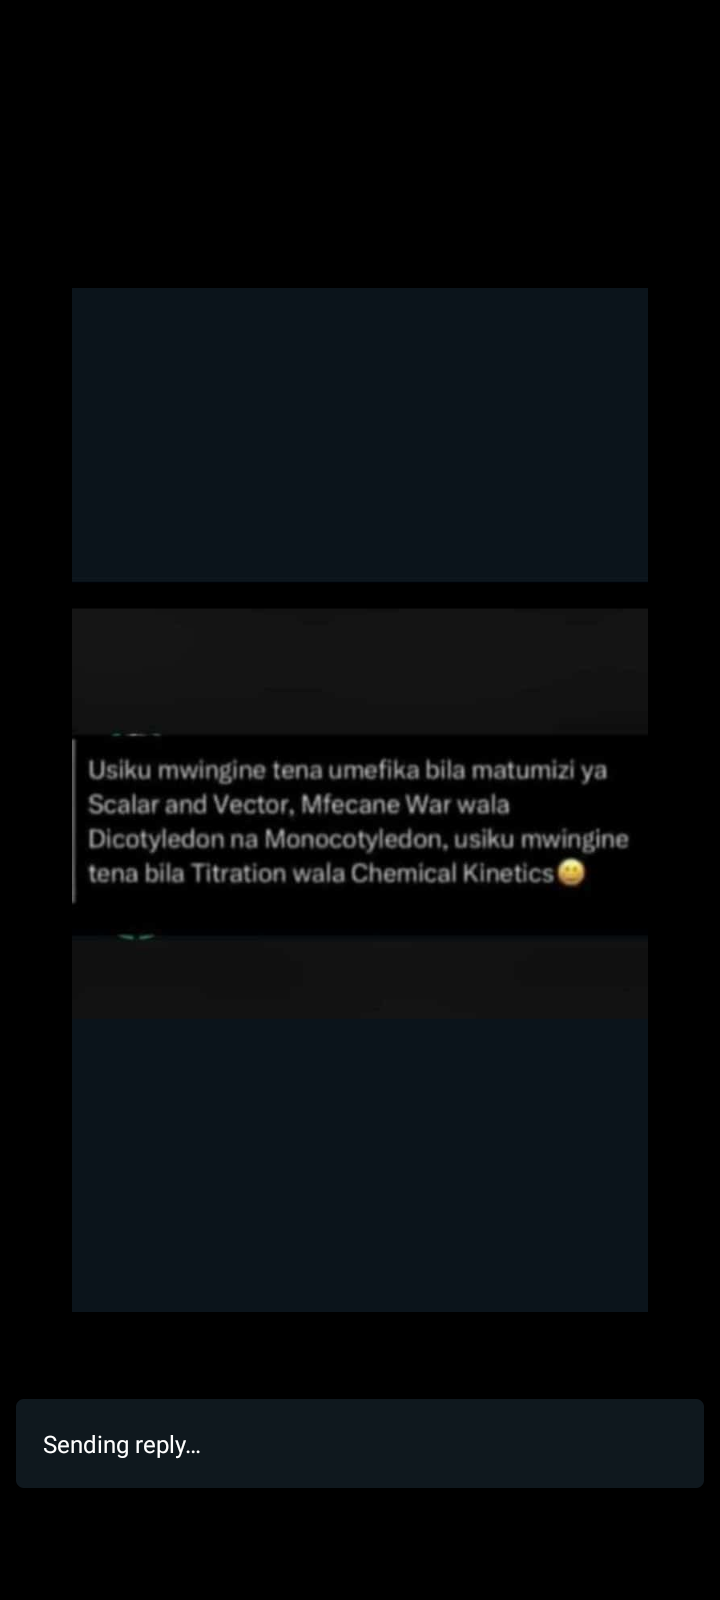 Usiku mwingine tena umefika bila matumizi ya
Scalar and Vector, Mfecane War wala
Dicotyledon na Monocotyledon, usiku mwingine
tena bila Titration wala Chemical Kinetics😀
Sending reply...